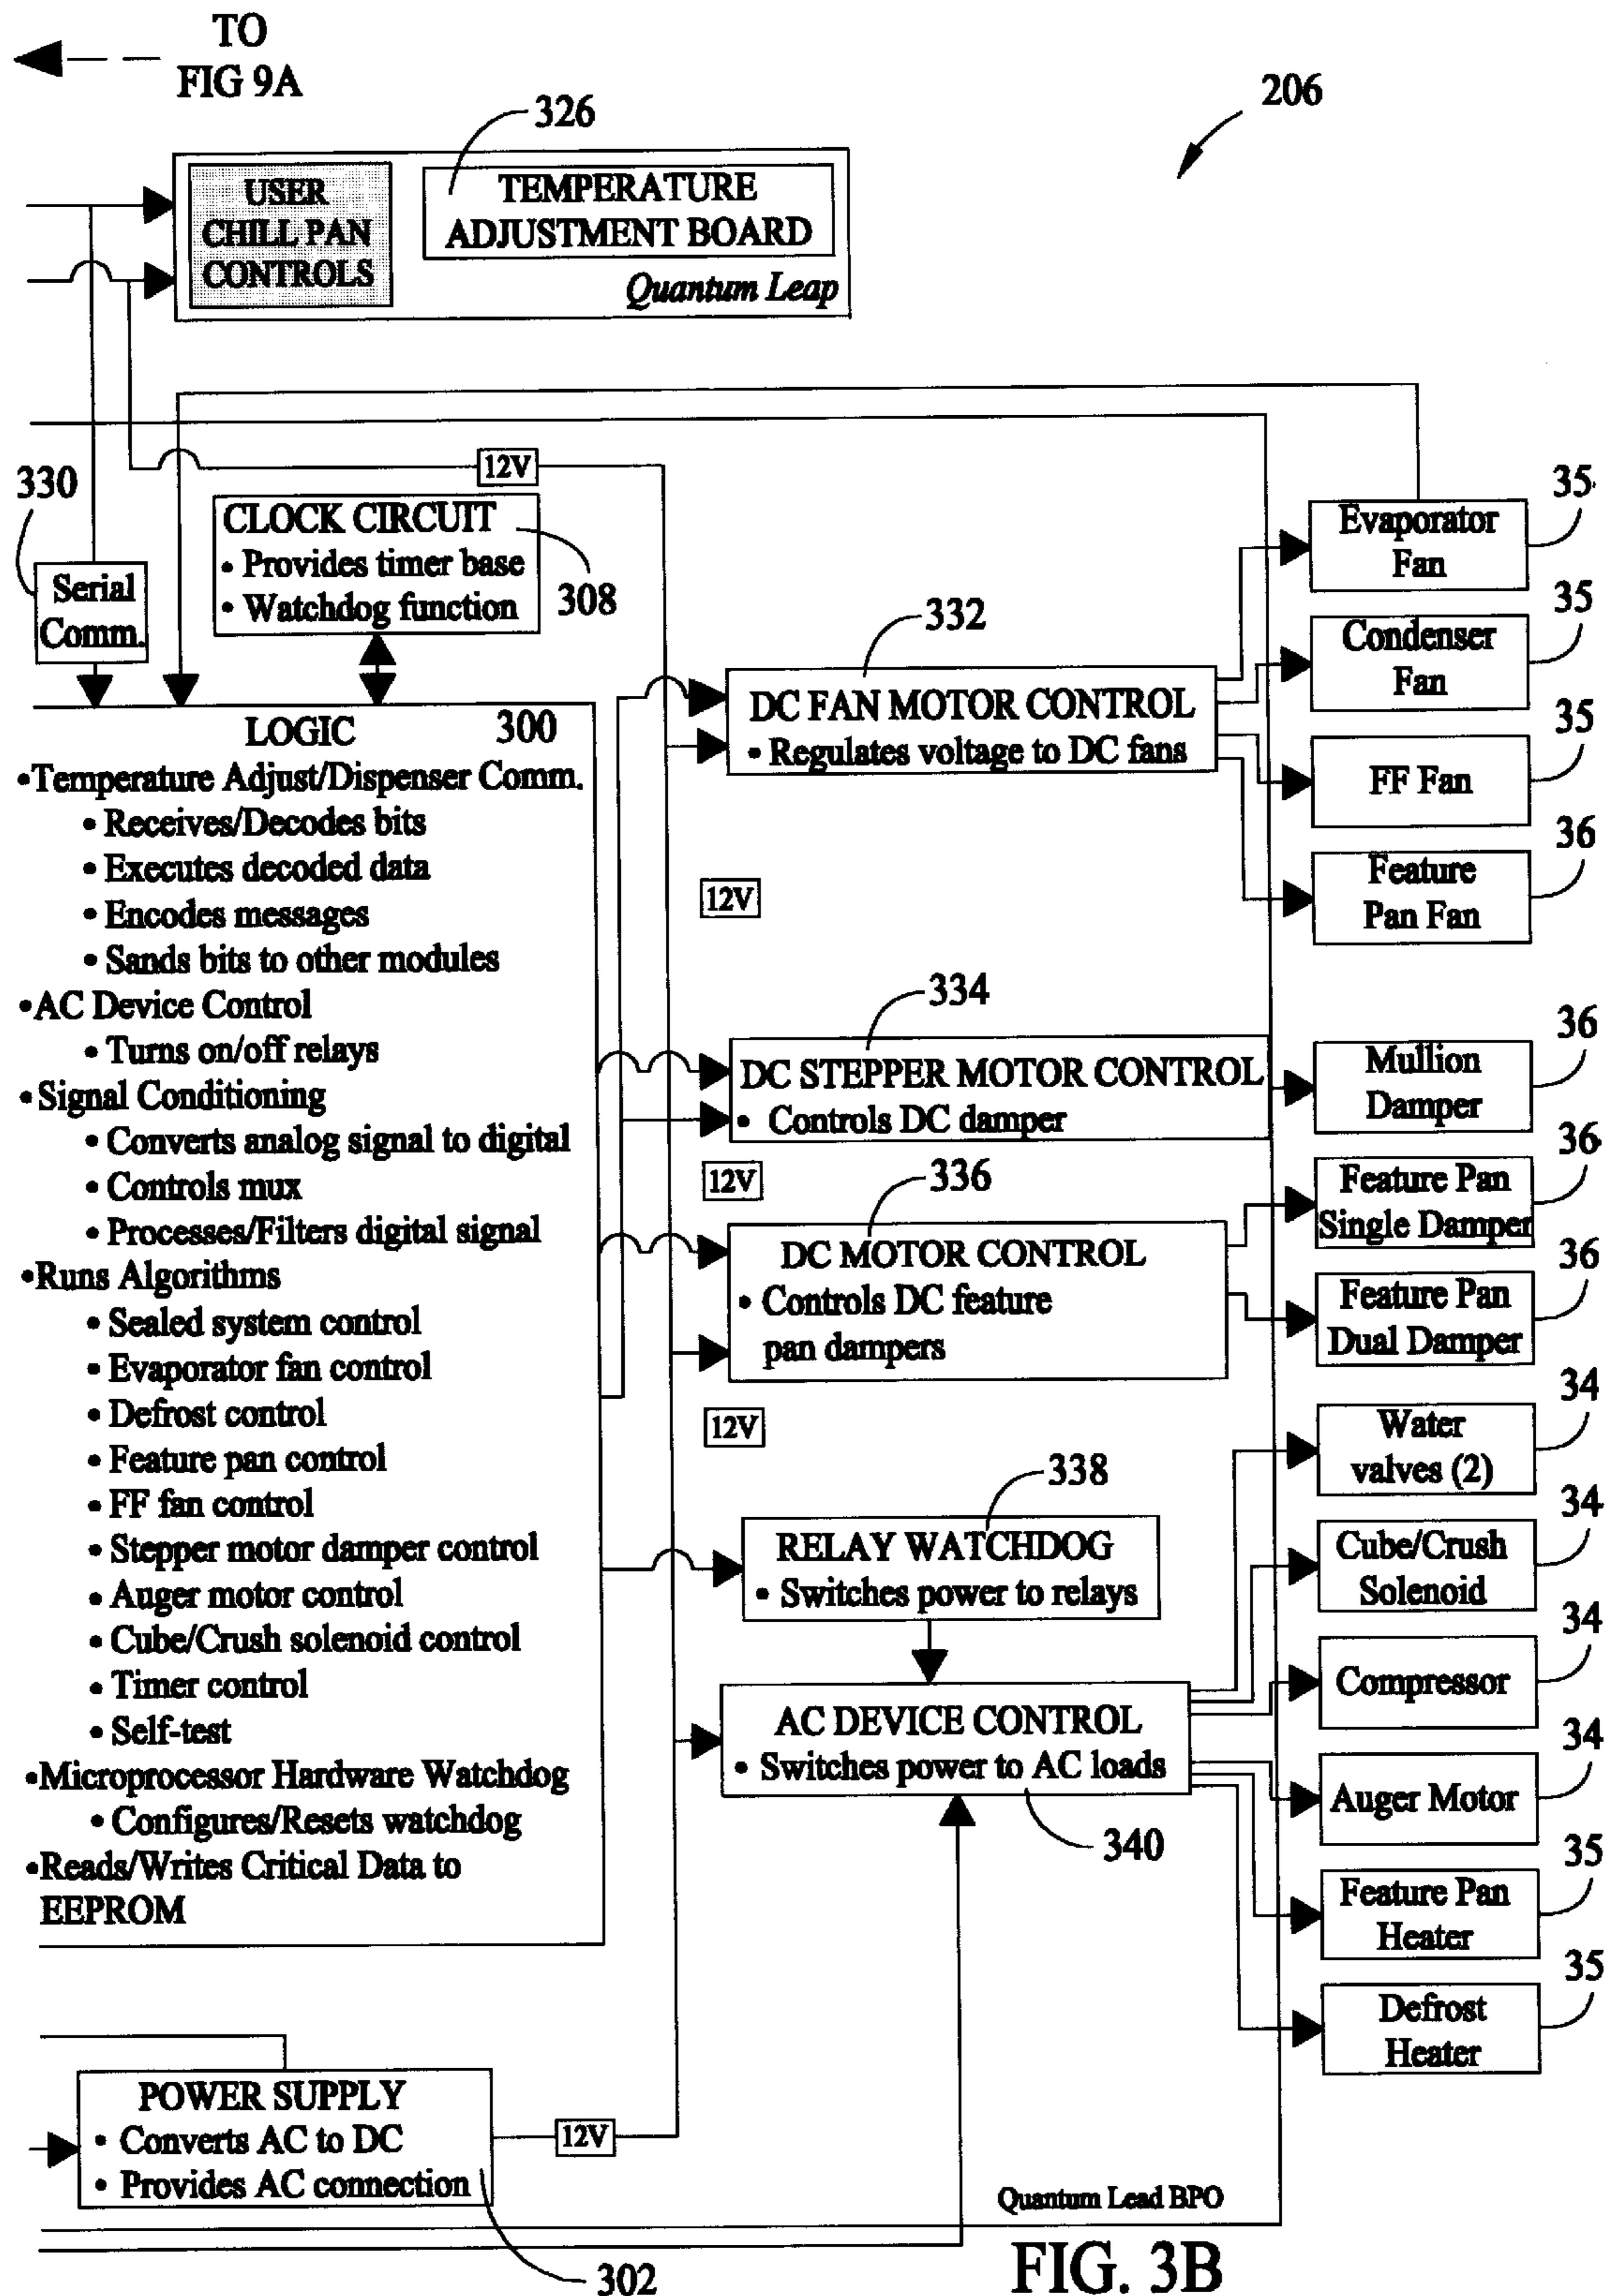 TO
FIG 9A
206
326
USER
CHILL PAN
CONTROLS
TEMPERATURE
ADJUSTMENT BOARD
Quantum Leap
12V
330
Serial
Comm.
CLOCK CIRCUIT
• Provides timer base
• Watchdog function
308
LOGIC 300
•Temperature Adjust/Dispenser Comm.
• Receives/Decodes bits
• Executes decoded data
• Encodes messages
• Sands bits to other modules
•AC Device Control
• Turns on/off relays
•Signal Conditioning
• Converts analog signal to digital
• Controls mux
• Processes/Filters digital signal
•Runs Algorithms
• Sealed system control
• Evaporator fan control
• Defrost control
• Feature pan control
• FF fan control
• Stepper motor damper control
• Auger motor control
• Cube/Crush solenoid control
• Timer control
• Self-test
•Microprocessor Hardware Watchdog
• Configures/Resets watchdog
•Reads/Writes Critical Data to
EEPROM
332
DC FAN MOTOR CONTROL
• Regulates voltage to DC fans
12V
334
DC STEPPER MOTOR CONTROL
• Controls DC damper
12V
336
DC MOTOR CONTROL
• Controls DC feature
pan dampers
12V
338
RELAY WATCHDOG
• Switches power to relays
AC DEVICE CONTROL
• Switches power to AC loads
340
35
Evaporator
Fan
35
Condenser
Fan
35
FF Fan
36
Feature
Pan Fan
36
Mullion
Damper
36
Feature Pan
Single Damper
36
Feature Pan
Dual Damper
34
Water
valves (2)
34
Cube/Crush
Solenoid
34
Compressor
34
Auger Motor
35
Feature Pan
Heater
35
Defrost
Heater
POWER SUPPLY
• Converts AC to DC
• Provides AC connection
12V
302
Quantum Lead BPO
FIG. 3B